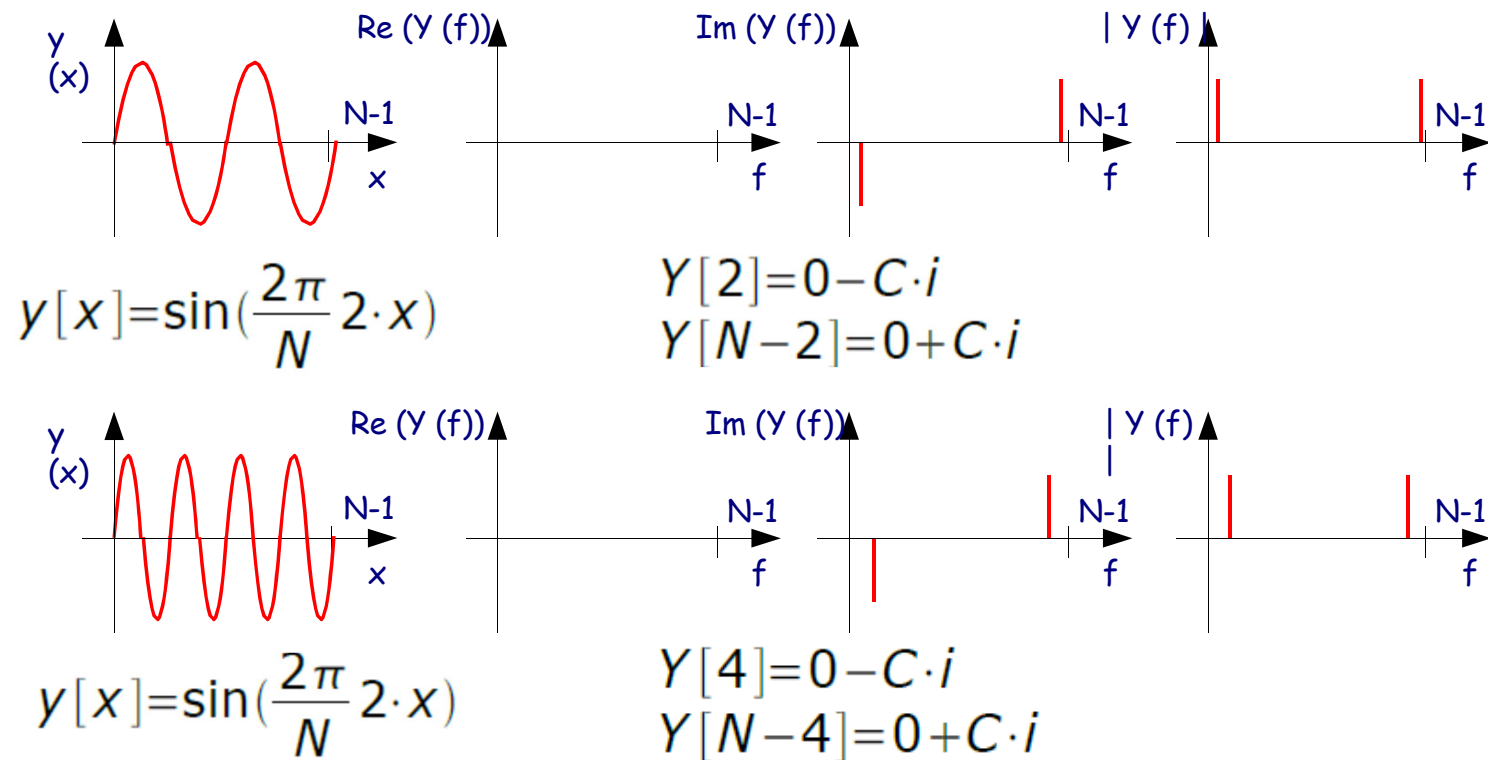 y
(x)
N-1
x
Re (Y (f))
N-1
f
Im (Y (f))
N-1
f
| Y (f) |
N-1
f
y[x]=sin(2π/N 2·x)
Y[2]=0−C·i
Y[N−2]=0+C·i
y
(x)
N-1
x
Re (Y (f))
N-1
f
Im (Y (f))
N-1
f
| Y (f)
|
N-1
f
y[x]=sin(2π/N 2·x)
Y[4]=0−C·i
Y[N−4]=0+C·i